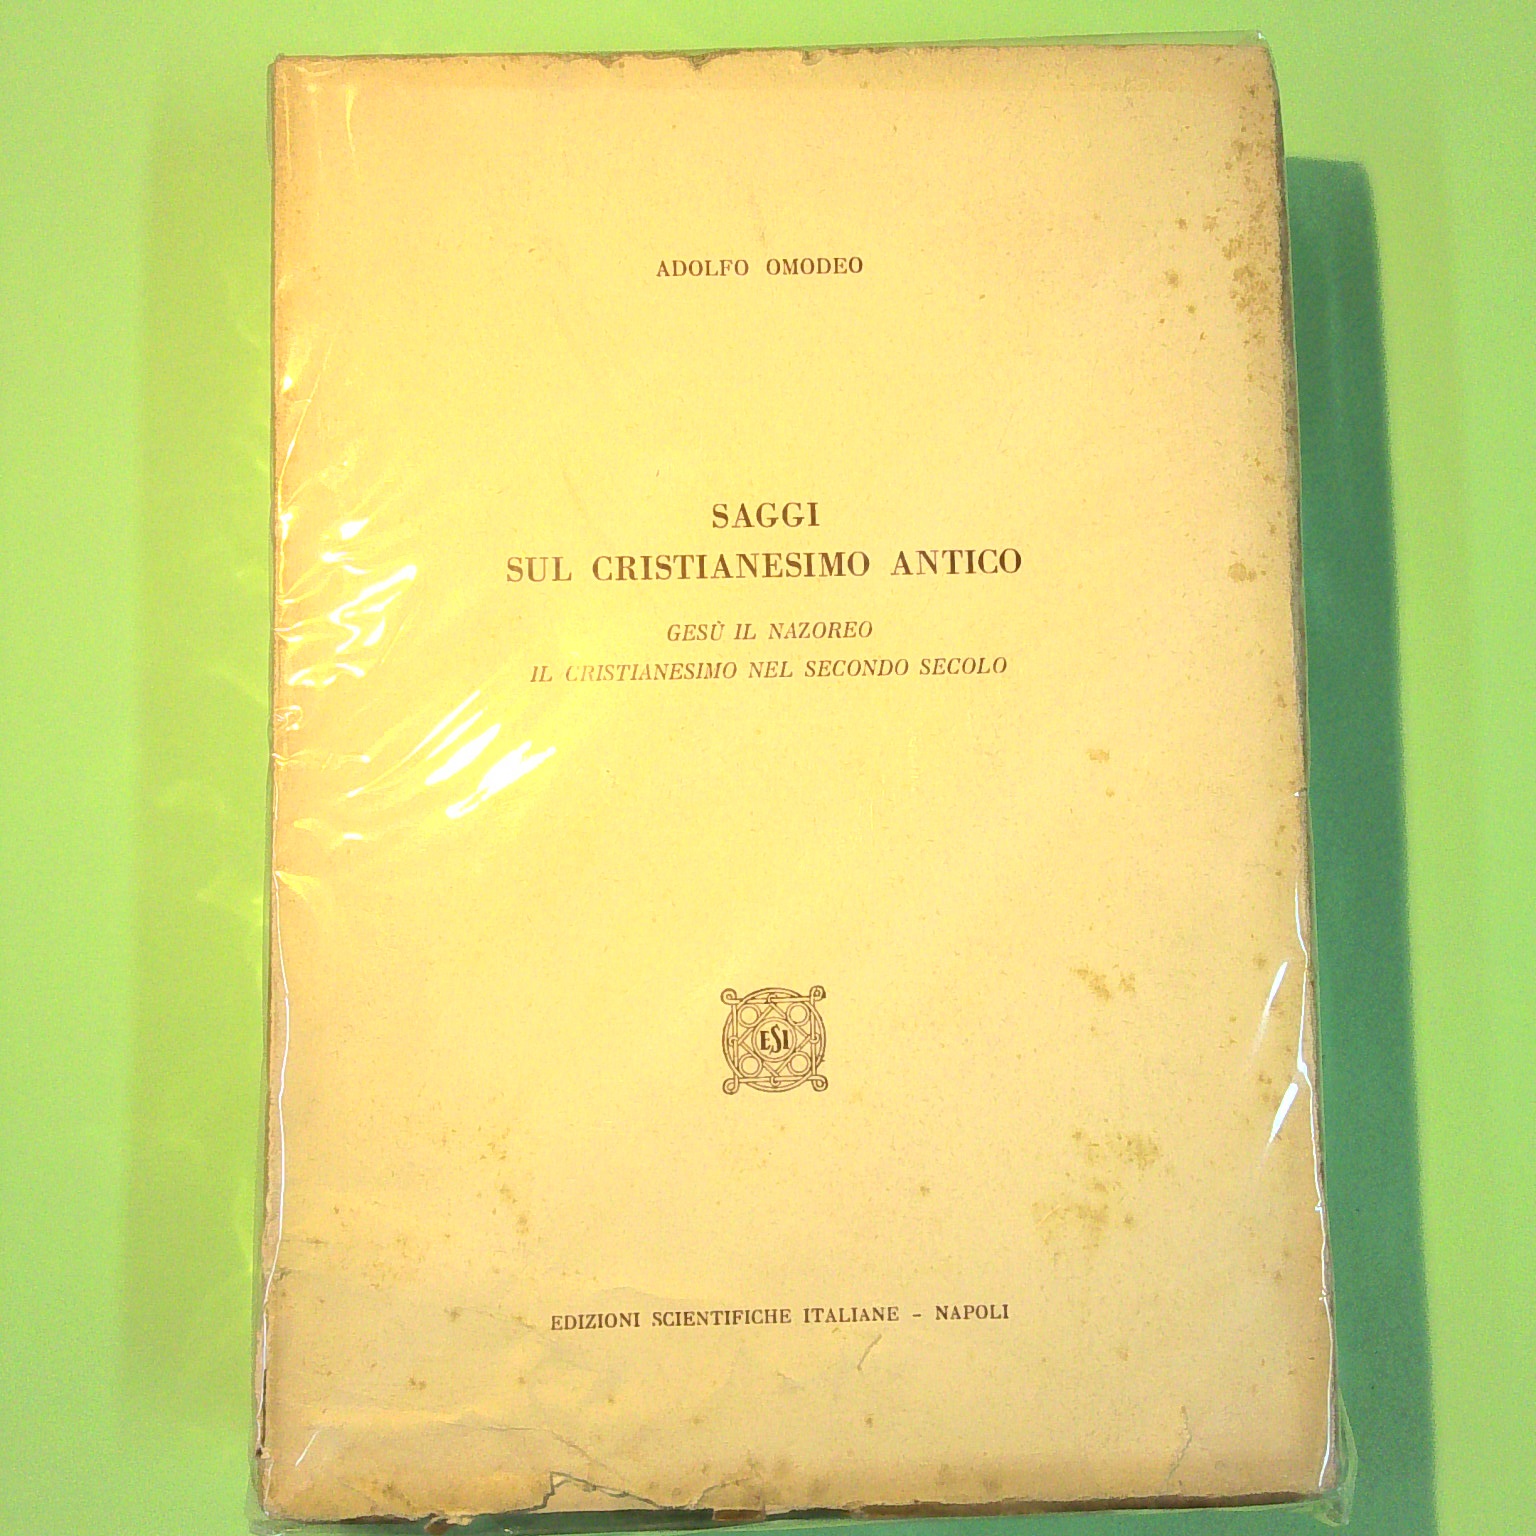 ADOLFO OMODEO
SAGGI
SUL CRISTIANESIMO ANTICO
GESÙ IL NAZOREO
IL CRISTIANESIMO NEL SECONDO SECOLO
ESI
EDIZIONI SCIENTIFICHE ITALIANE - NAPOLI